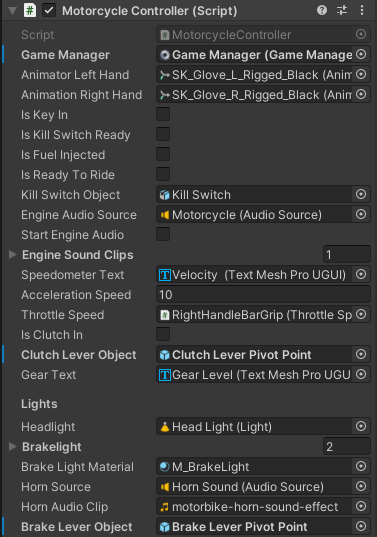 Motorcycle Controller (Script)
Script MotorcycleController
Game Manager Game Manager (Game Manage
Animator Left Hand SK_Glove_L_Rigged_Black (Anim
Animation Right Hand SK_Glove_R_Rigged_Black (Anim
Is Key In
Is Kill Switch Ready
Is Fuel Injected
Is Ready To Ride
Kill Switch Object Kill Switch
Engine Audio Source Motorcycle (Audio Source)
Start Engine Audio
Engine Sound Clips 1
Speedometer Text Velocity (Text Mesh Pro UGUI)
Acceleration Speed 10
Throttle Speed RightHandleBarGrip (Throttle Sp
Is Clutch In
Clutch Lever Object Clutch Lever Pivot Point
Gear Text Gear Level (Text Mesh Pro UGU
Lights
Headlight Head Light (Light)
Brakelight 2
Brake Light Material M_BrakeLight
Horn Source Horn Sound (Audio Source)
Horn Audio Clip motorbike-horn-sound-effect
Brake Lever Object Brake Lever Pivot Point